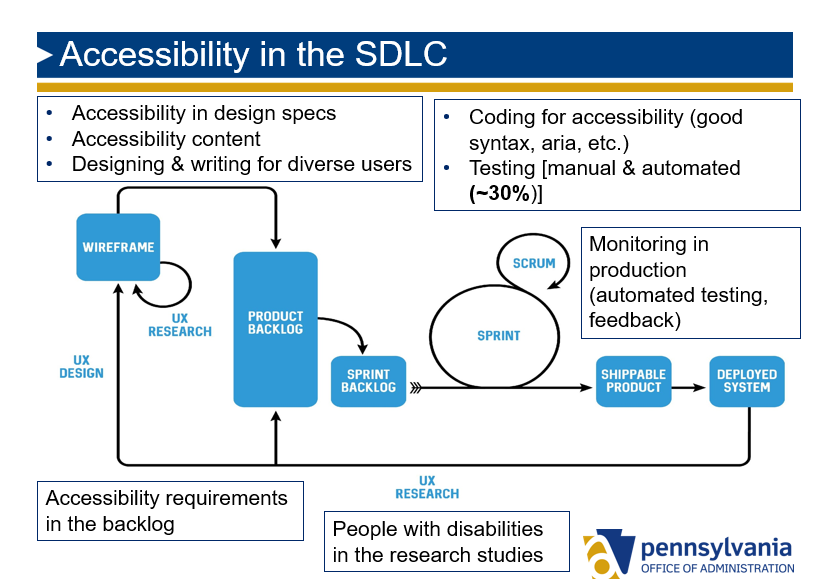 Accessibility in the SDLC
• Accessibility in design specs
• Accessibility content
• Designing & writing for diverse users
• Coding for accessibility (good
syntax, aria, etc.)
• Testing [manual & automated
(~30%)]
WIREFRAME
UX
RESEARCH
UX
DESIGN
PRODUCT
BACKLOG
SPRINT
BACKLOG
SCRUM
SPRINT
Monitoring in
production
(automated testing,
feedback)
SHIPPABLE
PRODUCT
DEPLOYED
SYSTEM
UX
RESEARCH
Accessibility requirements
in the backlog
People with disabilities
in the research studies
pennsylvania
OFFICE OF ADMINISTRATION